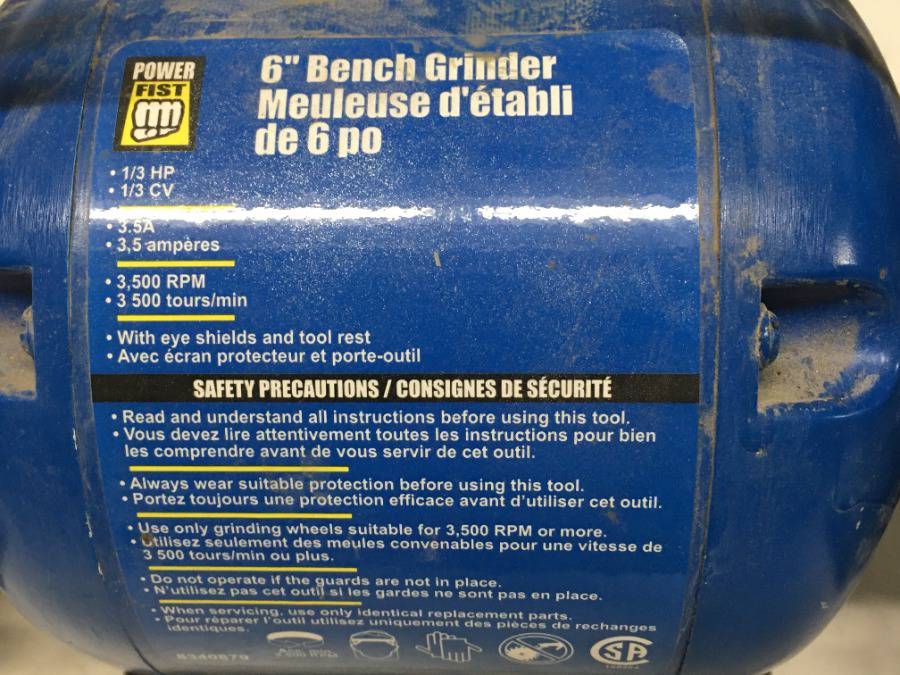 POWER
FIST
6" Bench Grinder
Meuleuse d'établi
de 6 po
• 1/3 HP
• 1/3 CV
• 3.5A
• 3,5 ampères
• 3,500 RPM
• 3 500 tours/min
• With eye shields and tool rest
• Avec écran protecteur et porte-outil
SAFETY PRECAUTIONS / CONSIGNES DE SÉCURITÉ
• Read and understand all instructions before using this tool.
• Vous devez lire attentivement toutes les instructions pour bien
les comprendre avant de vous servir de cet outil.
• Always wear suitable protection before using this tool.
• Portez toujours une protection efficace avant d'utiliser cet outil.
• Use only grinding wheels suitable for 3,500 RPM or more.
• Utilisez seulement des meules convenables pour une vitesse de
3 500 tours/min ou plus.
• Do not operate if the guards are not in place.
• N'utilisez pas cet outil si les gardes ne sont pas en place.
• When servicing, use only identical replacement parts.
• Pour réparer l'outil utilisez uniquement des pièces de rechanges
identiques.
8340879
SA